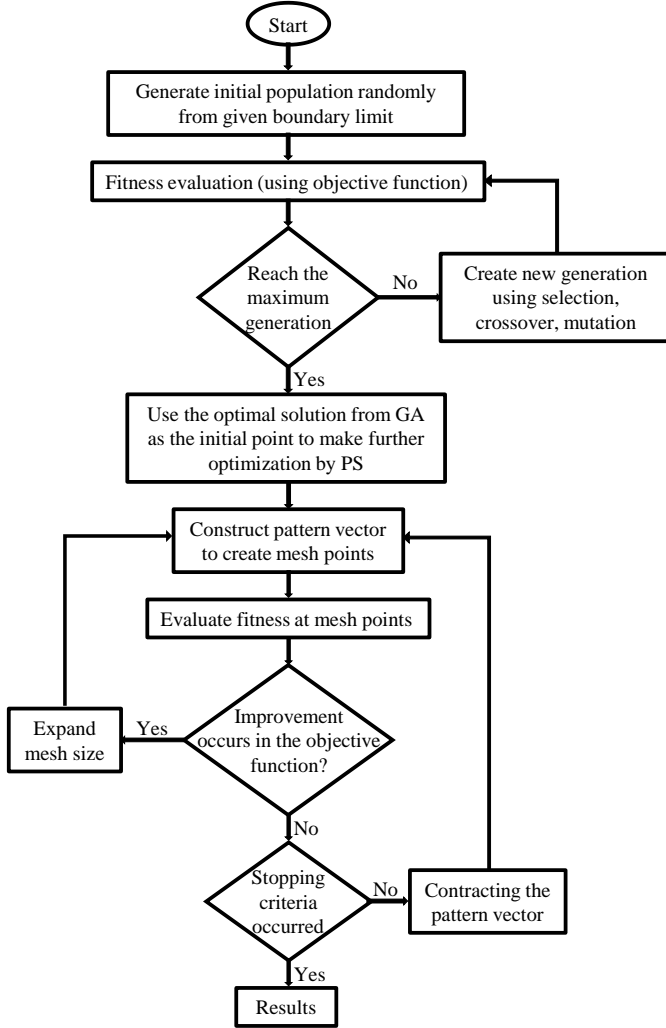 Start
Generate initial population randomly
from given boundary limit
Fitness evaluation (using objective function)
Reach the
maximum
generation
No
Create new generation
using selection,
crossover, mutation
Yes
Use the optimal solution from GA
as the initial point to make further
optimization by PS
Construct pattern vector
to create mesh points
Evaluate fitness at mesh points
Improvement
occurs in the objective
function?
Yes
Expand
mesh size
No
Stopping
criteria
occurred
No
Contracting the
pattern vector
Yes
Results